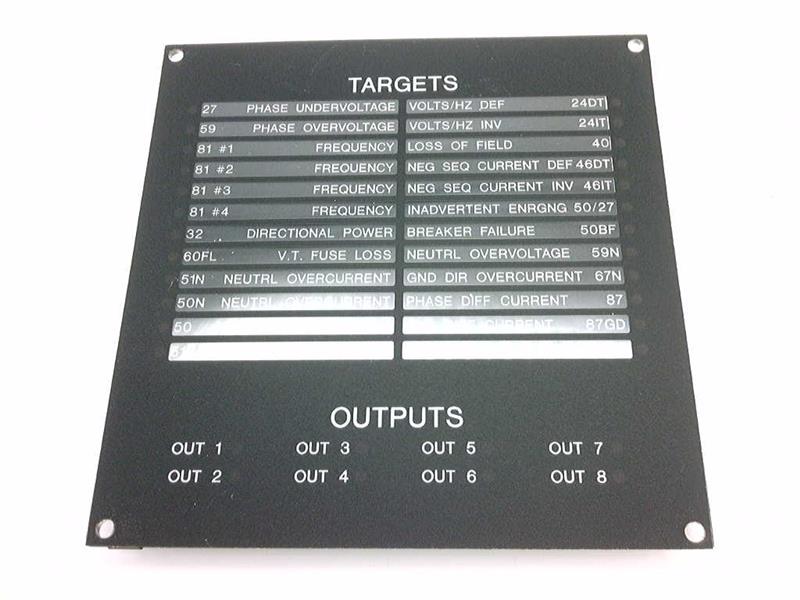 TARGETS
27 PHASE UNDERVOLTAGE VOLTS/HZ DEF 24DT
59 PHASE OVERVOLTAGE VOLTS/HZ INV 24IT
81 #1 FREQUENCY LOSS OF FIELD 40
81 #2 FREQUENCY NEG SEQ CURRENT DEF 46DT
81 #3 FREQUENCY NEG SEQ CURRENT INV 46IT
81 #4 FREQUENCY INADVERTENT ENRGNG 50/27
32 DIRECTIONAL POWER BREAKER FAILURE 50BF
60FL V.T. FUSE LOSS NEUTRL OVERVOLTAGE 59N
51N NEUTRL OVERCURRENT GND DIR OVERCURRENT 67N
50N NEUTRL OVERCURRENT PHASE DIFF CURRENT 87
50 CURRENT 87GD
OUTPUTS
OUT 1 OUT 3 OUT 5 OUT 7
OUT 2 OUT 4 OUT 6 OUT 8